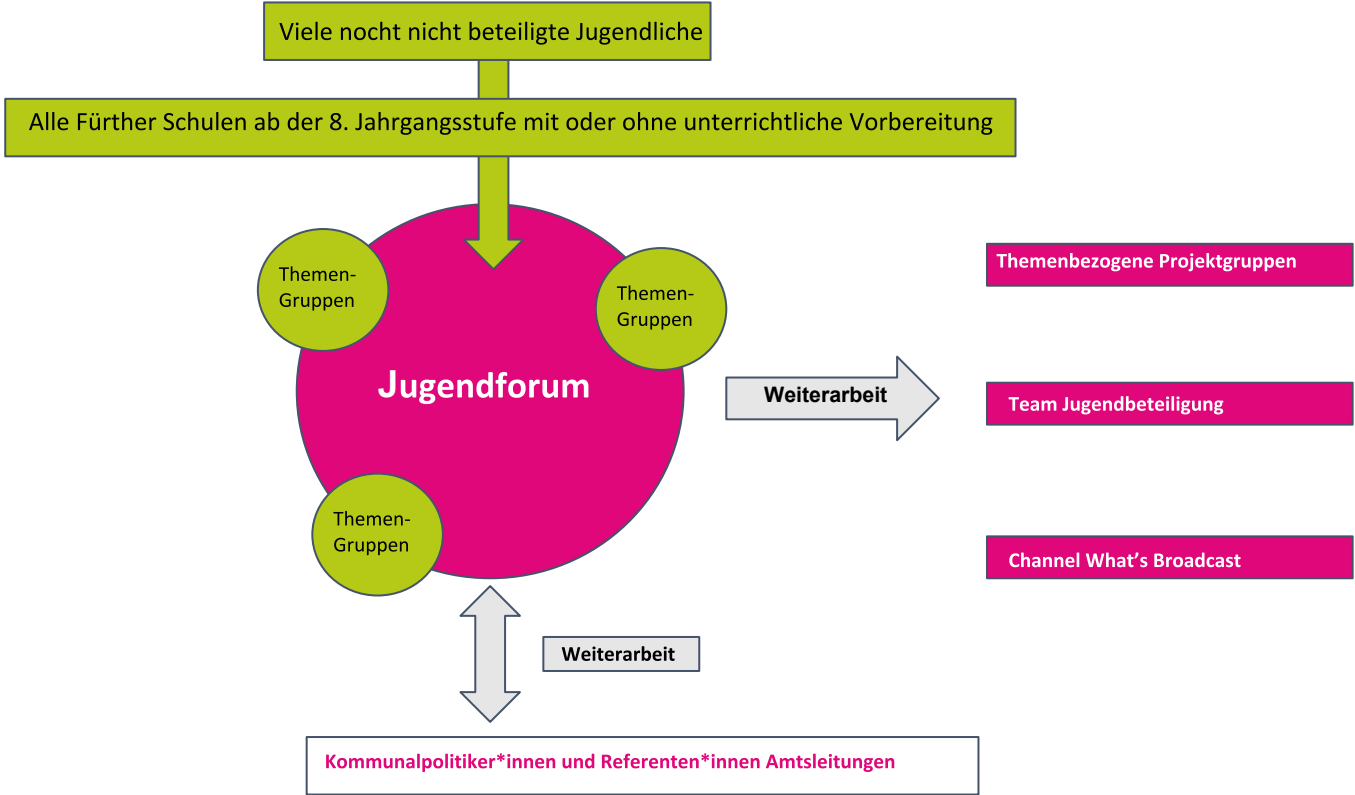 Viele nocht nicht beteiligte Jugendliche
Alle Fürther Schulen ab der 8. Jahrgangsstufe mit oder ohne unterrichtliche Vorbereitung
Themen-
Gruppen
Themen-
Gruppen
Jugendforum
Themen-
Gruppen
Weiterarbeit
Themenbezogene Projektgruppen
Team Jugendbeteiligung
Channel What’s Broadcast
Weiterarbeit
Kommunalpolitiker*innen und Referenten*innen Amtsleitungen